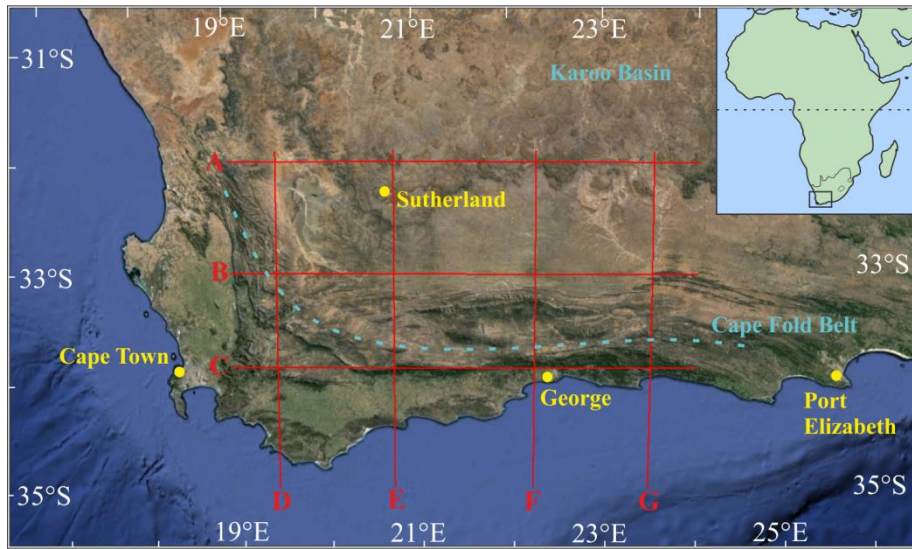 19°E
21°E
23°E
31°S
Karoo Basin
A
Sutherland
B
33°S
33°S
Cape Fold Belt
Cape Town
C
George
Port
Elizabeth
35°S
35°S
D
E
F
G
19°E
21°E
23°E
25°E